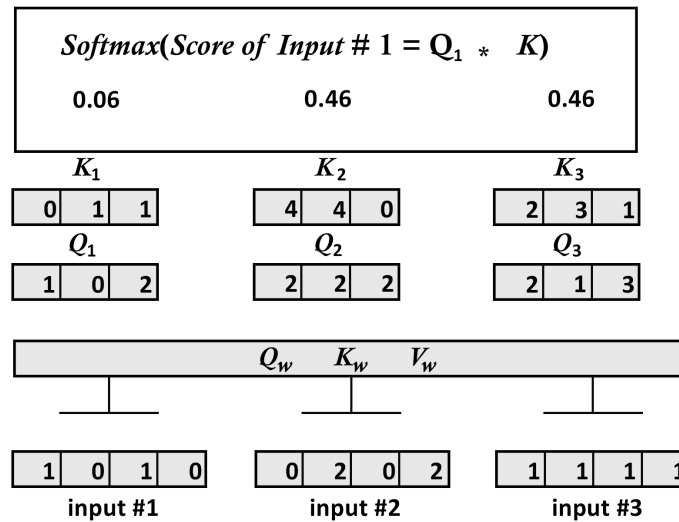 Softmax(Score of Input # 1 = Q1 * K)
0.06 0.46 0.46
K1 K2 K3
0 1 1 4 4 0 2 3 1
Q1 Q2 Q3
1 0 2 2 2 2 2 1 3
Qw Kw Vw
1 0 1 0 0 2 0 2 1 1 1 1
input #1 input #2 input #3